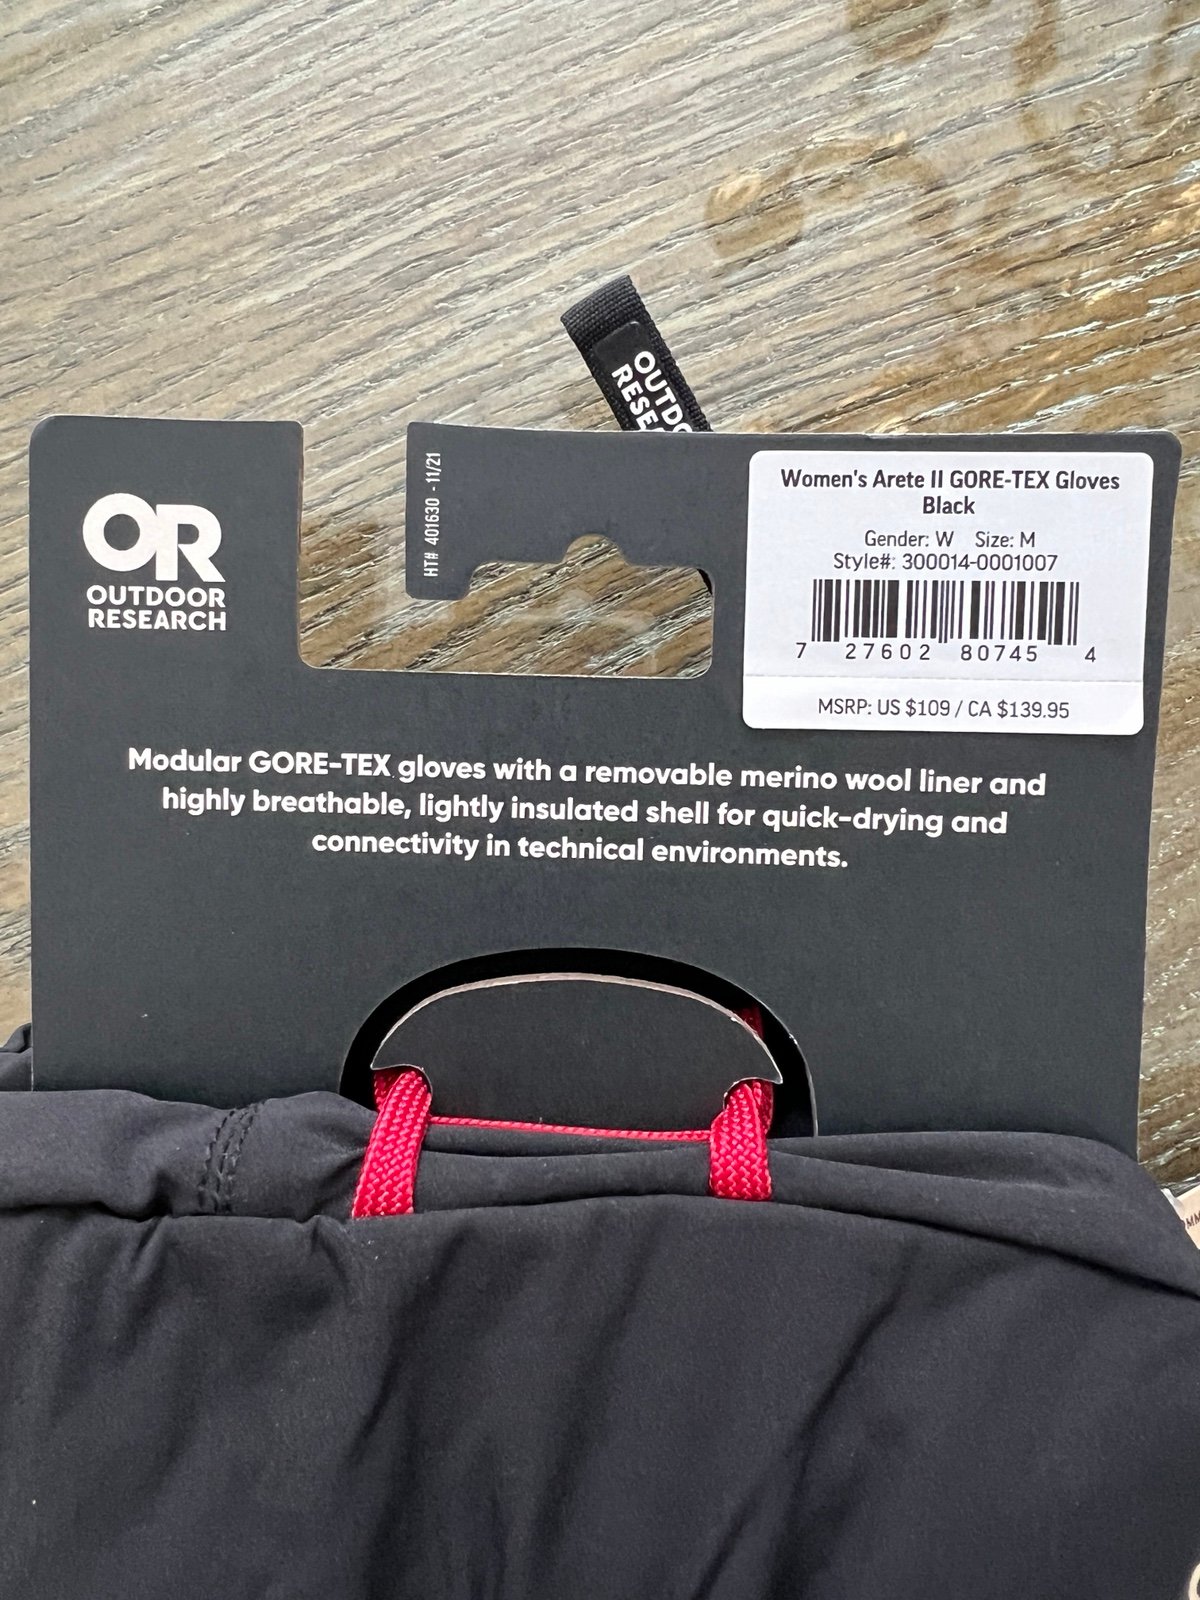 OUTDO
RESEA
HT# 401630 - 11/21
OR
OUTDOOR
RESEARCH
Women's Arete II GORE-TEX Gloves
Black
Gender: W Size: M
Style#: 300014-0001007
7 27602 80745 4
MSRP: US $109 / CA $139.95
Modular GORE-TEX gloves with a removable merino wool liner and
highly breathable, lightly insulated shell for quick-drying and
connectivity in technical environments.